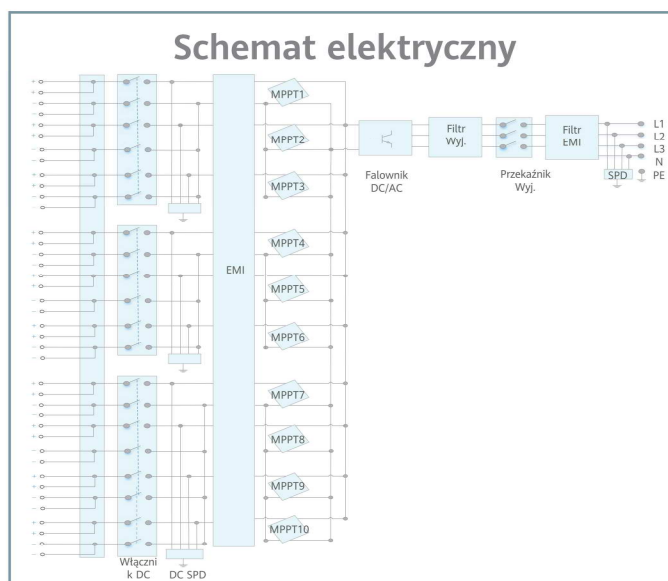 Schemat elektryczny
MPPT1
MPPT2
MPPT3
MPPT4
MPPT5
MPPT6
MPPT7
MPPT8
MPPT9
MPPT10
EMI
Włączni
k DC
DC SPD
Falownik
DC/AC
Filtr
Wyj.
Przekaźnik
Wyj.
Filtr
EMI
SPD
L1
L2
L3
N
PE